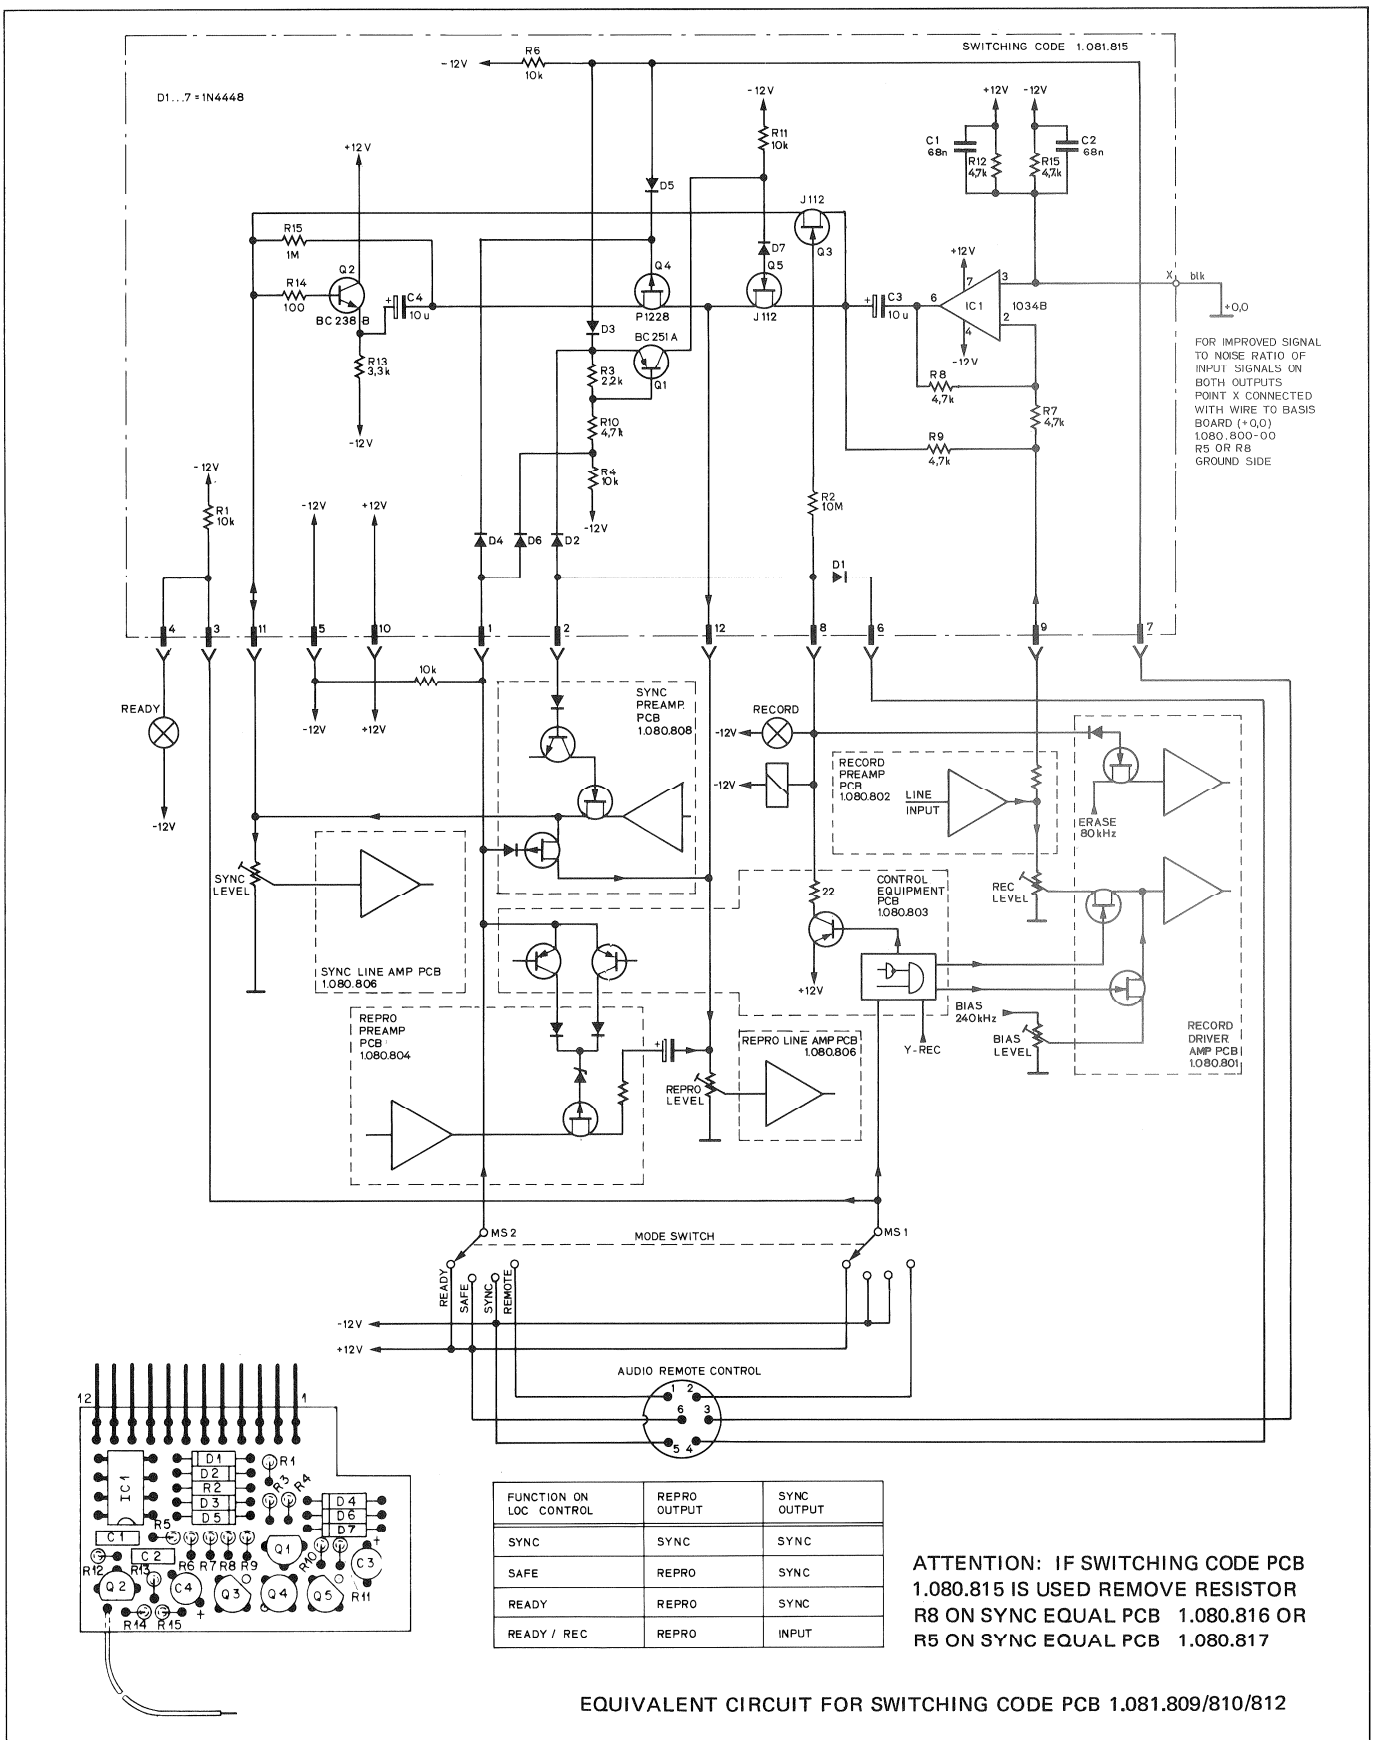 SWITCHING CODE 1.081.815
D1...7 = 1N4448
-12V
R6
10k
-12V
R11
10k
+12V
-12V
C1
68n
R12
4,7k
R15
4,7k
C2
68n
+12V
D5
J112
Q3
R15
1M
R14
100
Q2
BC 238 B
+
C4
10 u
Q4
P1228
D7
Q5
J112
+
C3
10 u
+12V
7
6
IC1
4
-12V
3
1034B
2
X
blk
+0,0
R13
3,3k
-12V
D3
BC 251 A
Q1
R3
2,2k
R10
4,7k
R4
10k
-12V
R8
4,7k
R7
4,7k
R9
4,7k
FOR IMPROVED SIGNAL
TO NOISE RATIO OF
INPUT SIGNALS ON
BOTH OUTPUTS
POINT X CONNECTED
WITH WIRE TO BASIS
BOARD (+0,0)
1.080.800-00
R5 OR R8
GROUND SIDE
-12V
R1
10k
-12V
+12V
D4
D6
D2
R2
10M
D1
4
3
11
5
10
1
2
12
8
6
9
7
10k
-12V
+12V
READY
-12V
SYNC
PREAMP.
PCB
1.080.808
RECORD
-12V
-12V
RECORD
PREAMP
PCB
1.080.802
LINE
INPUT
ERASE
80kHz
SYNC
LEVEL
SYNC LINE AMP PCB
1.080.806
CONTROL
EQUIPMENT
PCB
1.080.803
22
+12V
REC
LEVEL
Y-REC
BIAS
240kHz
BIAS
LEVEL
RECORD
DRIVER
AMP PCB
1.080.801
REPRO
PREAMP
PCB
1.080.804
+
REPRO
LEVEL
REPRO LINE AMP PCB
1.080.806
MS 2
MODE SWITCH
MS 1
READY
SAFE
SYNC
REMOTE
-12V
+12V
AUDIO REMOTE CONTROL
1
2
6
3
5
4
12
1
IC1
D1
D2
R2
D3
D5
R1
R3
R4
D4
D6
D7
C1
R5
C2
R12
R13
R6
R7
R8
R9
Q1
R10
+
C3
Q2
C4
+
Q3
Q4
Q5
R11
R14
R15
FUNCTION ON
LOC CONTROL
REPRO
OUTPUT
SYNC
OUTPUT
SYNC SYNC SYNC
SAFE REPRO SYNC
READY REPRO SYNC
READY / REC REPRO INPUT
ATTENTION: IF SWITCHING CODE PCB
1.080.815 IS USED REMOVE RESISTOR
R8 ON SYNC EQUAL PCB 1.080.816 OR
R5 ON SYNC EQUAL PCB 1.080.817
EQUIVALENT CIRCUIT FOR SWITCHING CODE PCB 1.081.809/810/812